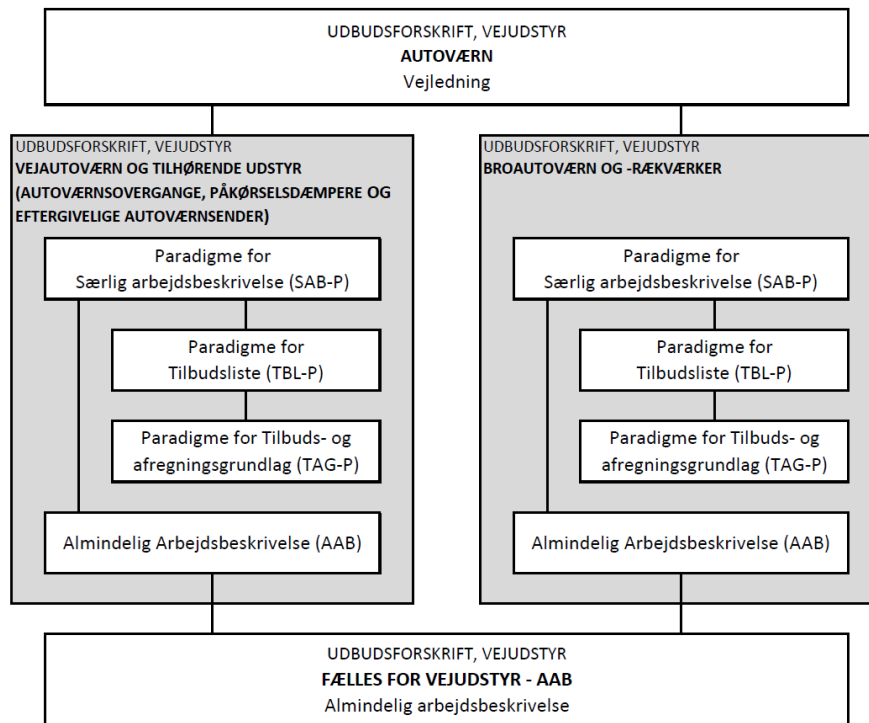 UDBUDSFORSKRIFT, VEJUDSTYR
AUTOVÆRN
Vejledning
UDBUDSFORSKRIFT, VEJUDSTYR
VEJAUTOVÆRN OG TILHØRENDE UDSTYR
(AUTOVÆRNSOVERGANGE, PÅKØRSELSDÆMPERE OG
EFTERGIVELIGE AUTOVÆRNSENDER)
Paradigme for
Særlig arbejdsbeskrivelse (SAB-P)
Paradigme for
Tilbudsliste (TBL-P)
Paradigme for Tilbuds- og
afregningsgrundlag (TAG-P)
Almindelig Arbejdsbeskrivelse (AAB)
UDBUDSFORSKRIFT, VEJUDSTYR
BROAUTOVÆRN OG -RÆKVÆRKER
Paradigme for
Særlig arbejdsbeskrivelse (SAB-P)
Paradigme for
Tilbudsliste (TBL-P)
Paradigme for Tilbuds- og
afregningsgrundlag (TAG-P)
Almindelig Arbejdsbeskrivelse (AAB)
UDBUDSFORSKRIFT, VEJUDSTYR
FÆLLES FOR VEJUDSTYR - AAB
Almindelig arbejdsbeskrivelse